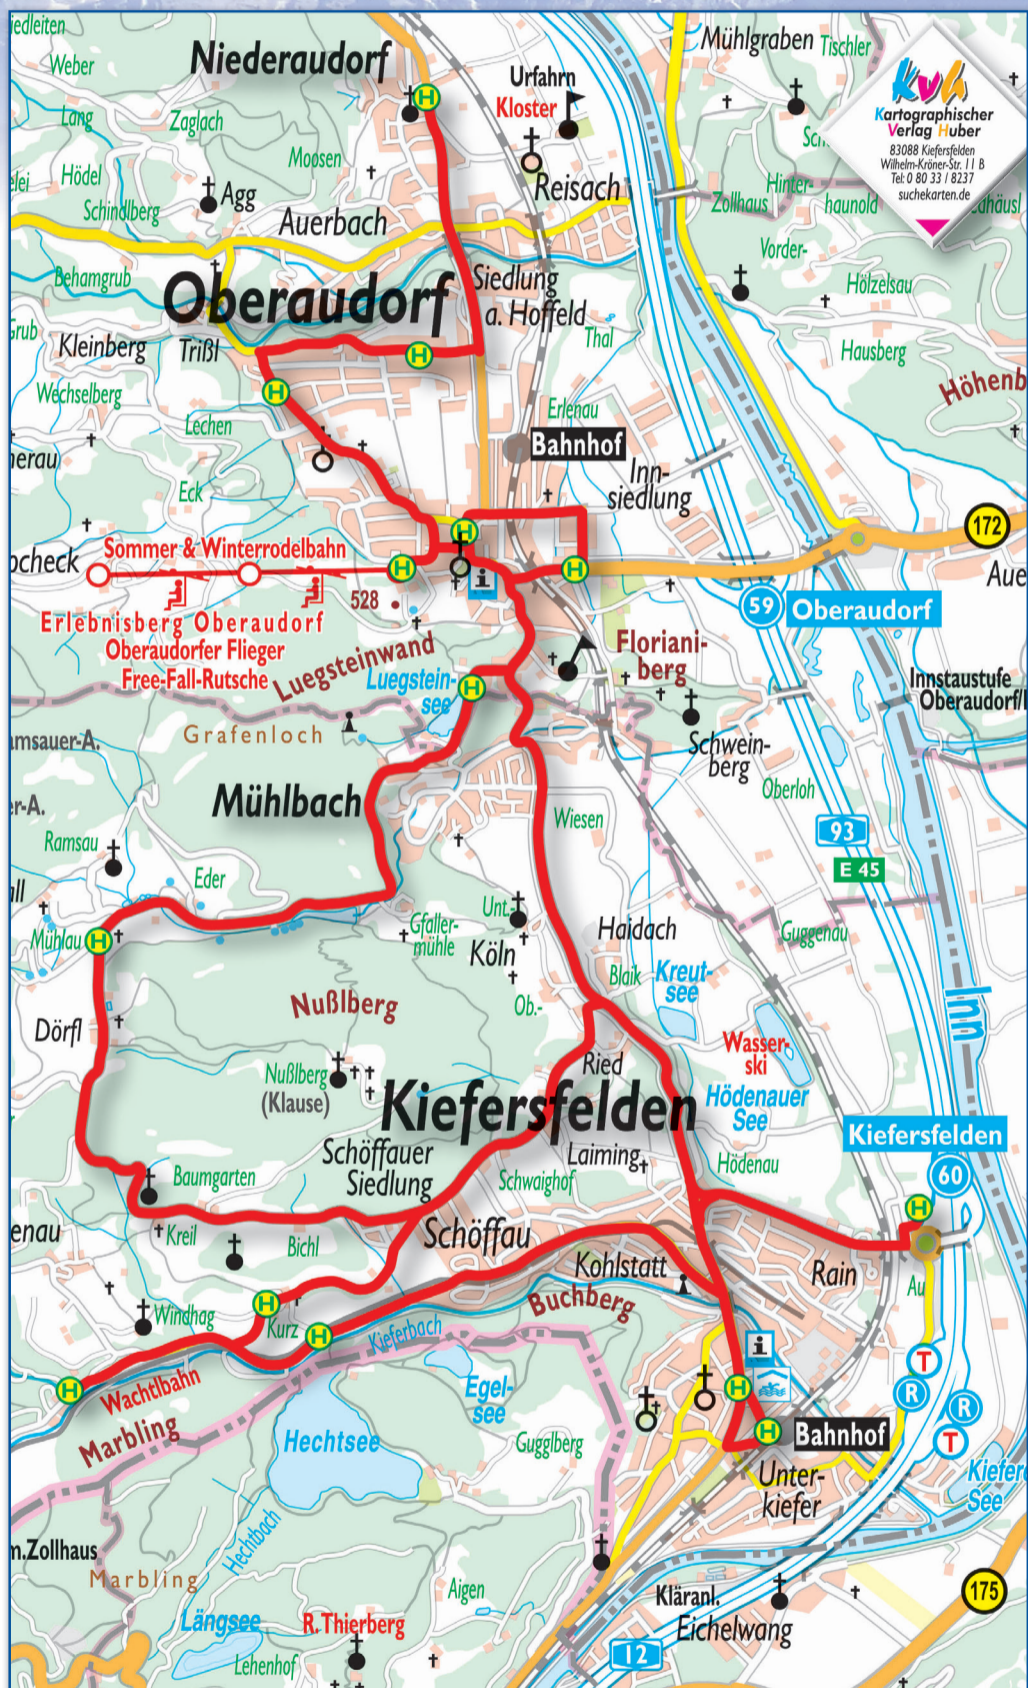 Niederaudorf
Weber
Lang
Zaglach
Hödel
Schindlberg
Agg
Moosen
Auerbach
Urfahrn
Kloster
Reisach
Mühlgraben
Tischler
Kvh
Kartographischer
Verlag Huber
83088 Kiefersfelden
Wilhelm-Kröner-Str. 11 B
Tel: 0 80 33 / 8237
suchekarten.de
Zollhaus
Hinter-
haunold
Vorder-
Hölzelsau
Hausberg
Behamgrub
Oberaudorf
Siedlung
a. Hoffeld
Thal
Kleinberg
Trißl
Wechselberg
Lechen
Eck
Erlenau
Bahnhof
Inn-
siedlung
172
H
H
H
H
H
H
i
Sommer & Winterrodelbahn
Erlebnisberg Oberaudorf
Oberaudorfer Flieger
Free-Fall-Rutsche
528
59
Oberaudorf
Luegsteinwand
Luegstein-
see
H
Floriani-
berg
Innstaustufe
Grafenloch
Schwein-
berg
Oberloh
Mühlbach
Wiesen
93
E 45
Ramsau
Eder
Mühlau
H
Gfaller-
mühle
Unt.-
Köln
Ob.-
Haidach
Blaik
Kreut-
see
Guggenau
Inn
Dörfl
Nußlberg
Nußlberg
(Klause)
Ried
Wasser-
ski
Hödenauer
See
Kiefersfelden
Kiefersfelden
60
Schöffauer
Siedlung
Laiming
Hödenau
Schwaighof
Baumgarten
Kreil
Bichl
Schöffau
Kohlstatt
Buchberg
Rain
Au
H
Windhag
H
Kurz
H
H
Kieferbach
Wachtlbahn
Marbling
Hechtsee
Egel-
see
Gugglberg
i
H
H
Bahnhof
Unter-
kiefer
T
R
R
T
See
Hechtbach
Marbling
Aigen
Längsee
R.Thierberg
Lehenhof
Kläranl.
Eichelwang
12
175